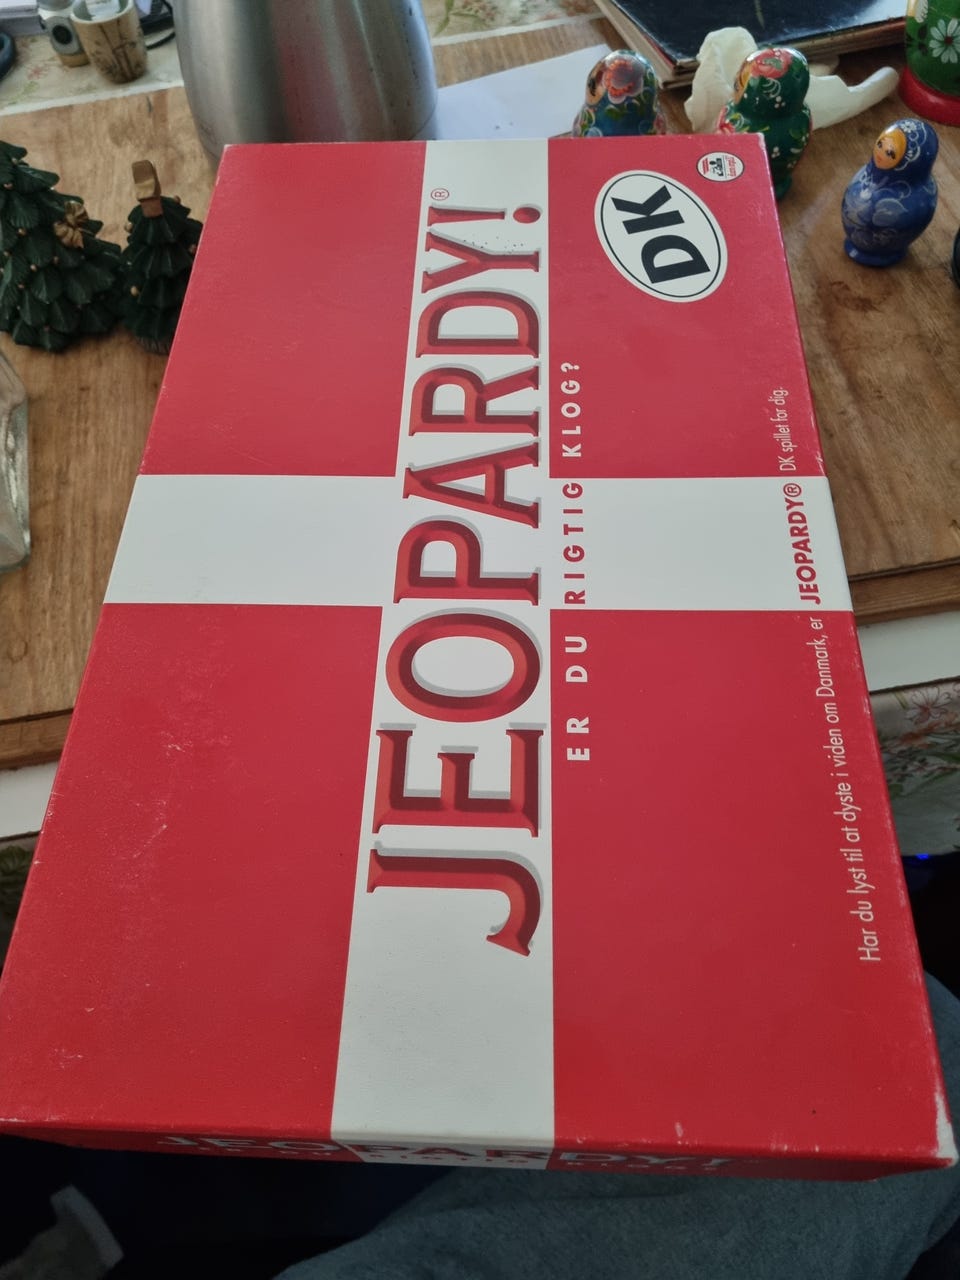 JEOPARDY!®
ER DU RIGTIG KLOG?
DK
Har du lyst til at dyste i viden om Danmark, er JEOPARDY® DK spillet for dig.
JEOPARDY!